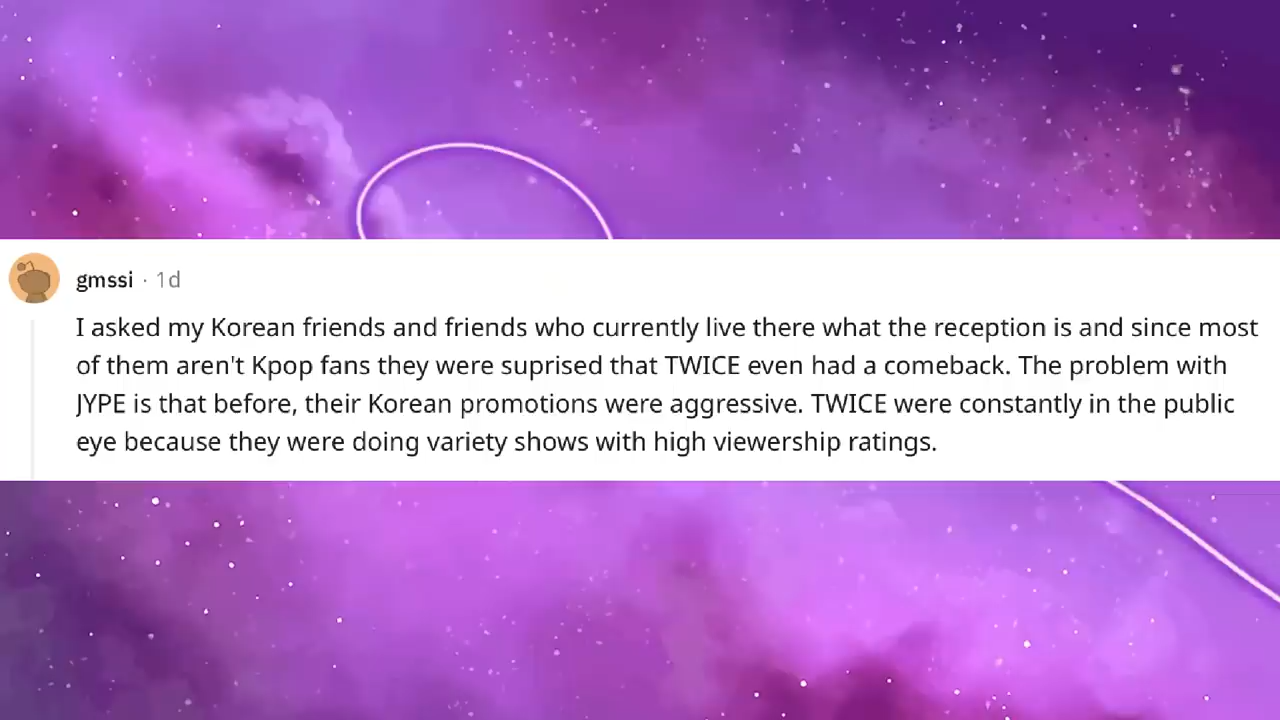 gmssi · 1d
I asked my Korean friends and friends who currently live there what the reception is and since most
of them aren't Kpop fans they were suprised that TWICE even had a comeback. The problem with
JYPE is that before, their Korean promotions were aggressive. TWICE were constantly in the public
eye because they were doing variety shows with high viewership ratings.